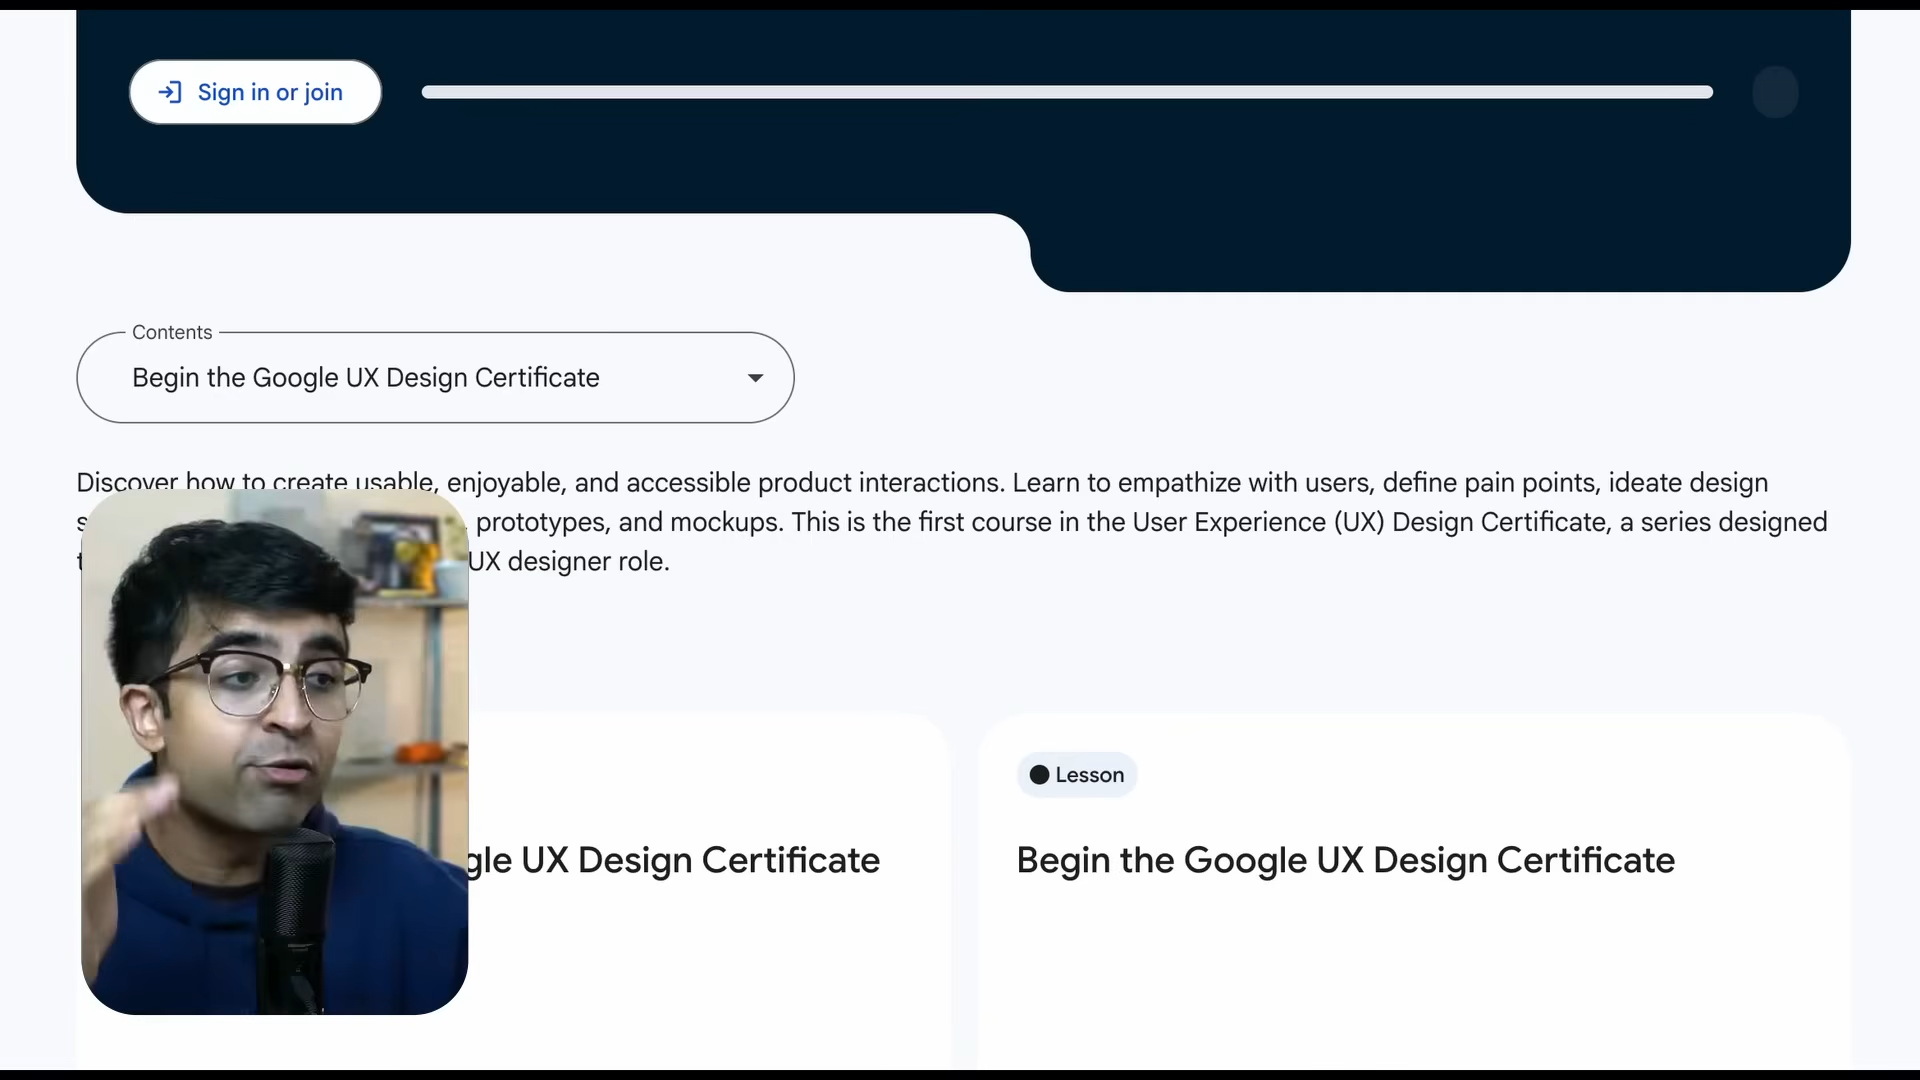 Sign in or join
Contents
Begin the Google UX Design Certificate
Discover how to create usable, enjoyable, and accessible product interactions. Learn to empathize with users, define pain points, ideate design
prototypes, and mockups. This is the first course in the User Experience (UX) Design Certificate, a series designed
UX designer role.
UX Design Certificate
Lesson
Begin the Google UX Design Certificate